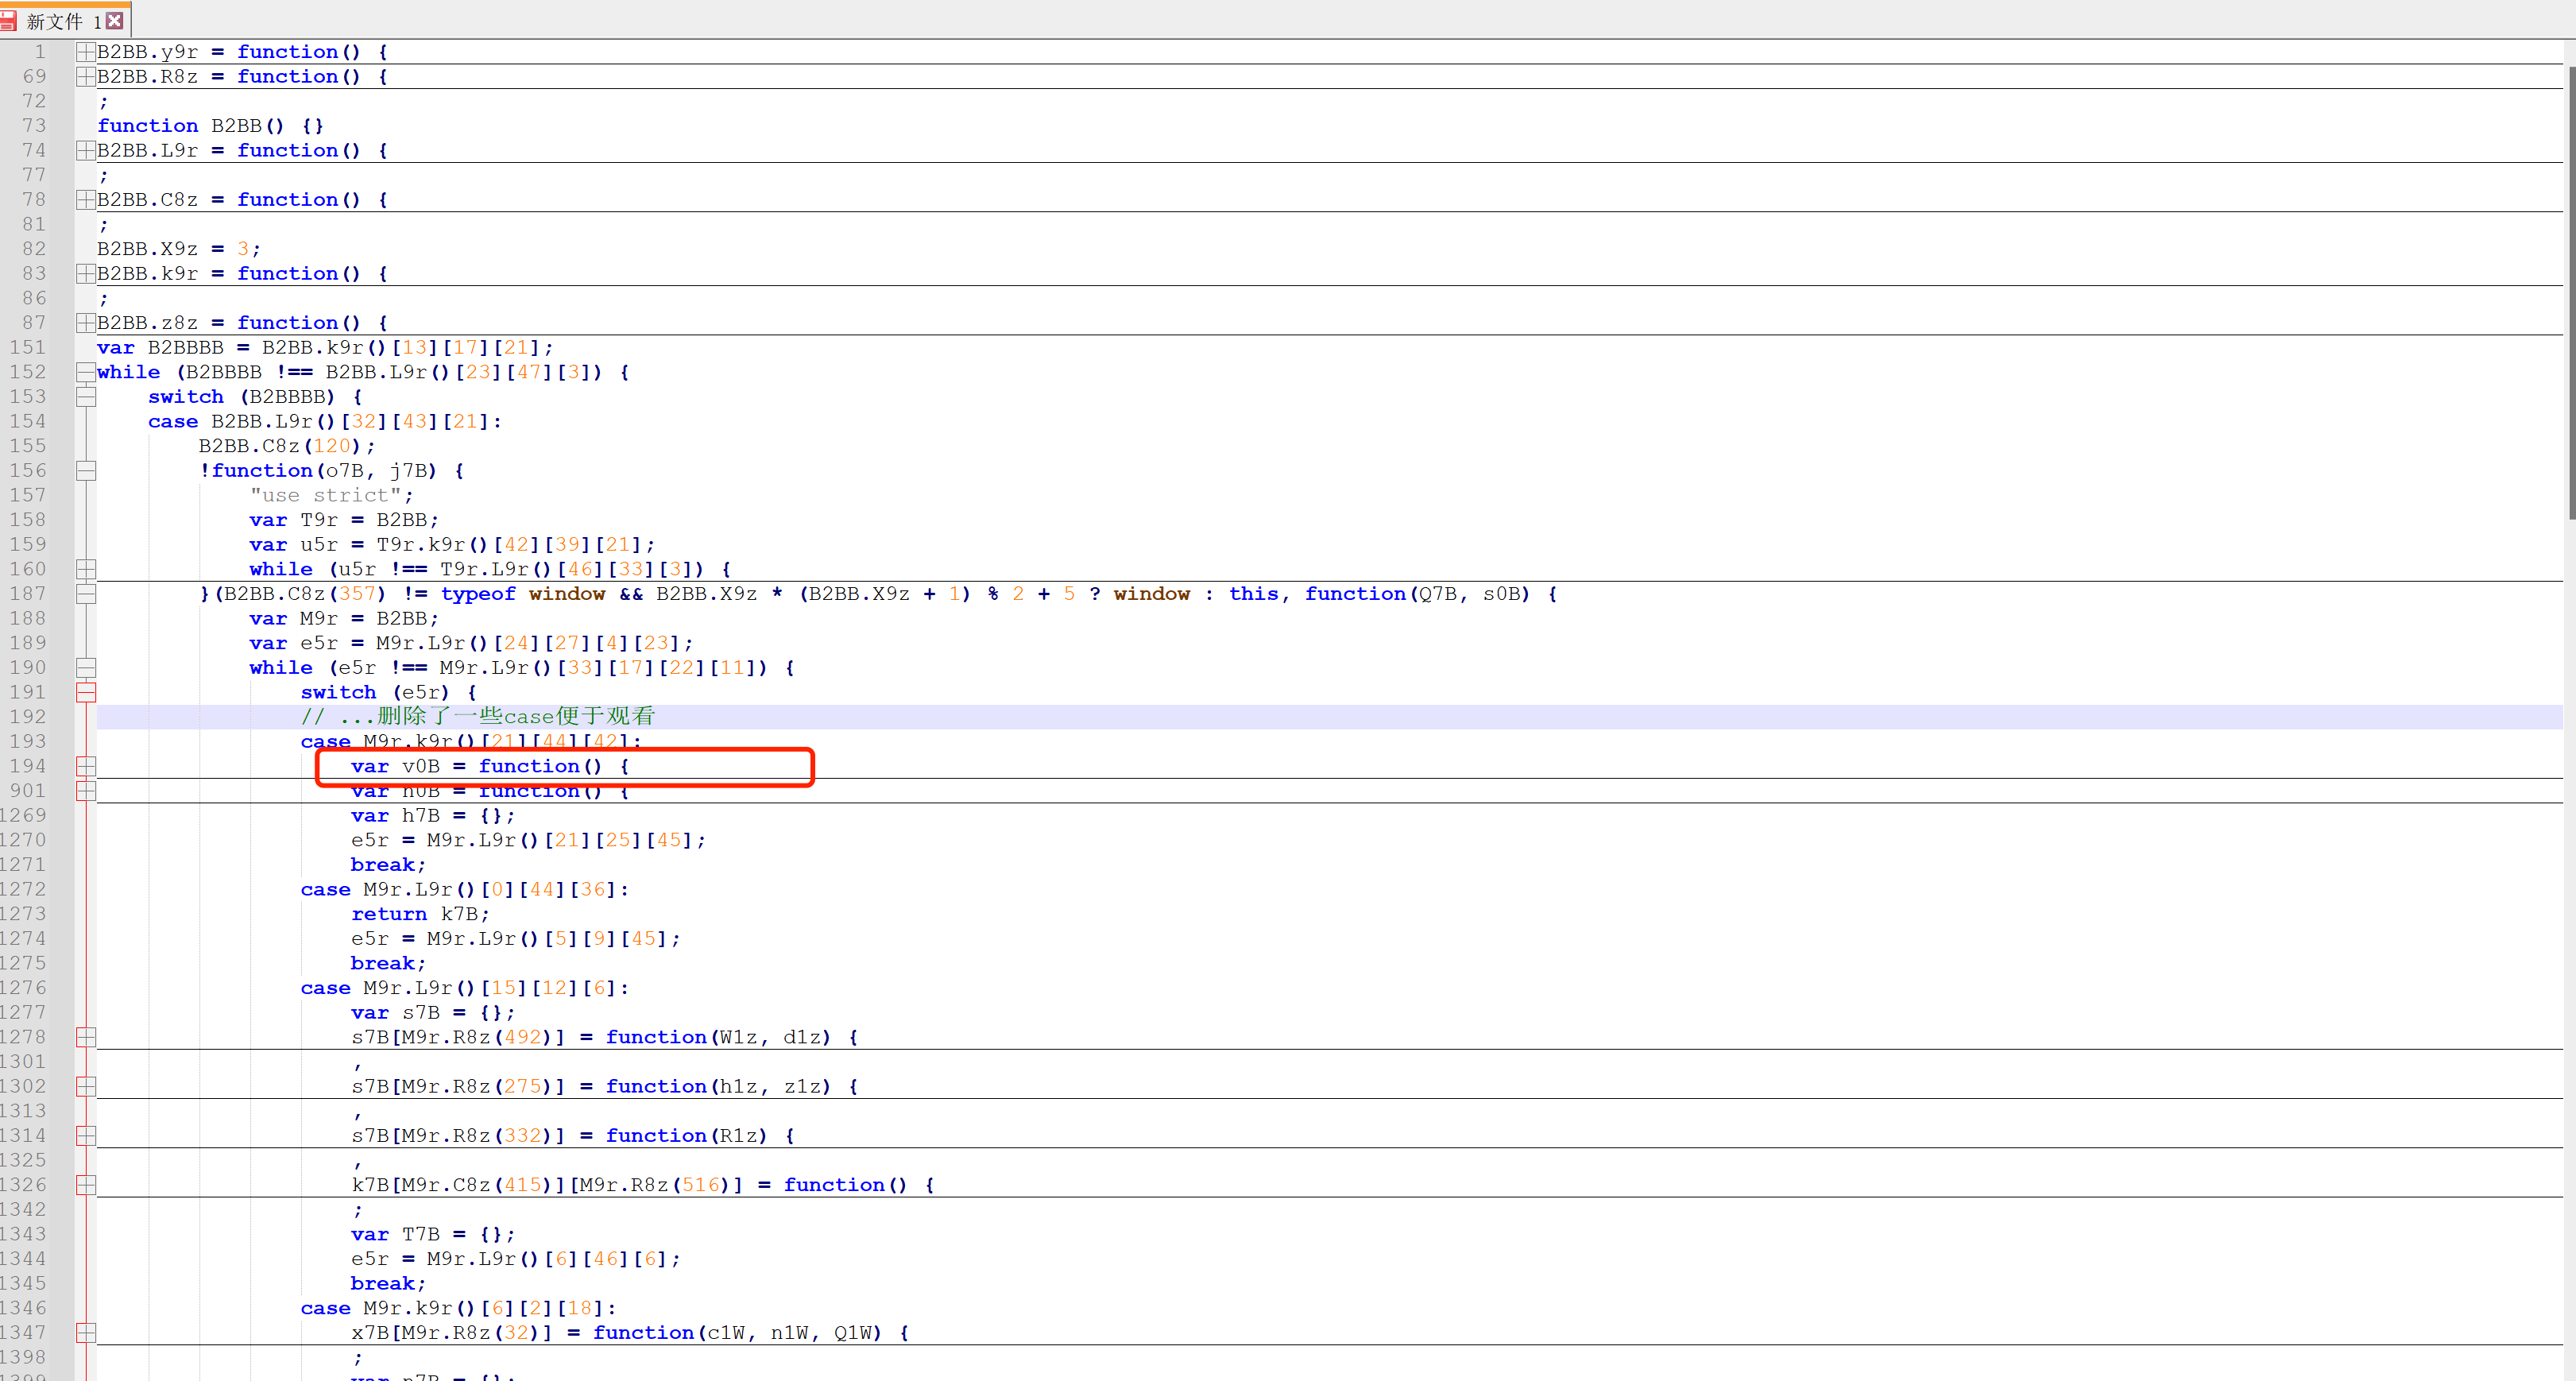 新文件 1
1 B2BB.y9r = function() {
69 B2BB.R8z = function() {
72 ;
73 function B2BB() {}
74 B2BB.L9r = function() {
77 ;
78 B2BB.C8z = function() {
81 ;
82 B2BB.X9z = 3;
83 B2BB.k9r = function() {
86 ;
87 B2BB.z8z = function() {
151 var B2BBBB = B2BB.k9r()[13][17][21];
152 while (B2BBBB !== B2BB.L9r()[23][47][3]) {
153 switch (B2BBBB) {
154 case B2BB.L9r()[32][43][21]:
155 B2BB.C8z(120);
156 !function(o7B, j7B) {
157 "use strict";
158 var T9r = B2BB;
159 var u5r = T9r.k9r()[42][39][21];
160 while (u5r !== T9r.L9r()[46][33][3]) {
187 }(B2BB.C8z(357) != typeof window && B2BB.X9z * (B2BB.X9z + 1) % 2 + 5 ? window : this, function(Q7B, s0B) {
188 var M9r = B2BB;
189 var e5r = M9r.L9r()[24][27][4][23];
190 while (e5r !== M9r.L9r()[33][17][22][11]) {
191 switch (e5r) {
192 // ...删除了一些case便于观看
193 case M9r.k9r()[21][44][42]:
194 var v0B = function() {
901 var n0B = function() {
1269 var h7B = {};
1270 e5r = M9r.L9r()[21][25][45];
1271 break;
1272 case M9r.L9r()[0][44][36]:
1273 return k7B;
1274 e5r = M9r.L9r()[5][9][45];
1275 break;
1276 case M9r.L9r()[15][12][6]:
1277 var s7B = {};
1278 s7B[M9r.R8z(492)] = function(W1z, d1z) {
1301 ,
1302 s7B[M9r.R8z(275)] = function(h1z, z1z) {
1313 ,
1314 s7B[M9r.R8z(332)] = function(R1z) {
1325 ,
1326 k7B[M9r.C8z(415)][M9r.R8z(516)] = function() {
1342 ;
1343 var T7B = {};
1344 e5r = M9r.L9r()[6][46][6];
1345 break;
1346 case M9r.k9r()[6][2][18]:
1347 x7B[M9r.R8z(32)] = function(c1W, n1W, Q1W) {
1398 ;